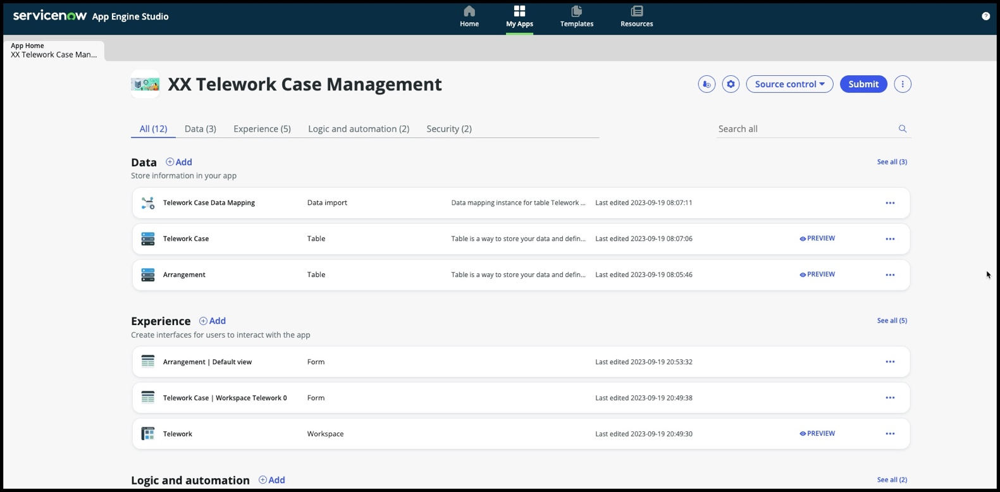 servicenow App Engine Studio
Home
My Apps
Templates
Resources
?
App Home
XX Telework Case Man...
XX Telework Case Management
Source control
Submit
All (12)
Data (3)
Experience (5)
Logic and automation (2)
Security (2)
Search all
Data
Add
See all (3)
Store information in your app
Telework Case Data Mapping Data import Data mapping instance for table Telework ... Last edited 2023-09-19 08:07:11
Telework Case Table Table is a way to store your data and defin... Last edited 2023-09-19 08:07:06 PREVIEW
Arrangement Table Table is a way to store your data and defin... Last edited 2023-09-19 08:05:46 PREVIEW
Experience
Add
See all (5)
Create interfaces for users to interact with the app
Arrangement | Default view Form Last edited 2023-09-19 20:53:32
Telework Case | Workspace Telework 0 Form Last edited 2023-09-19 20:49:38
Telework Workspace Last edited 2023-09-19 20:49:30 PREVIEW
Logic and automation
Add
See all (2)